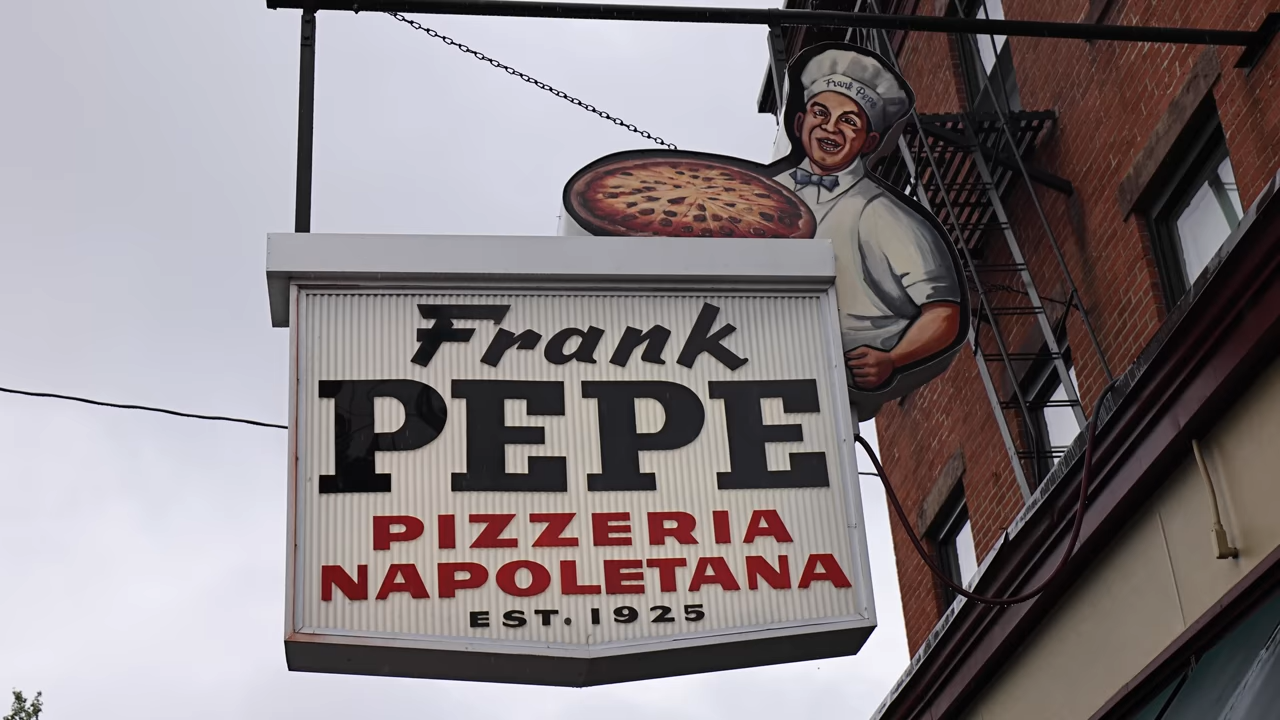 Frank Pepe
Frank
PEPE
PIZZERIA
NAPOLETANA
EST. 1925